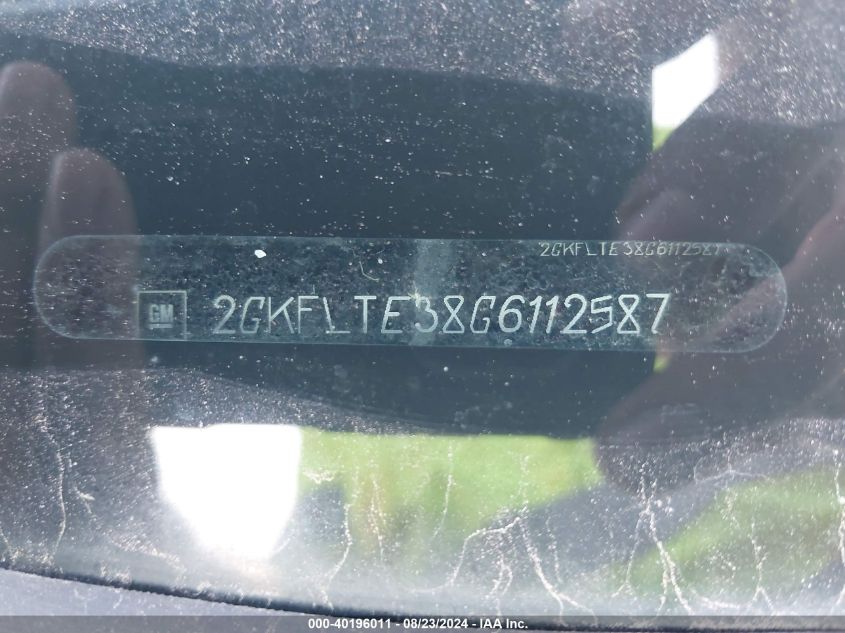 2GKFLTE38G6112587
GM 2GKFLTE38G6112587
000-40196011 - 08/23/2024 - IAA Inc.